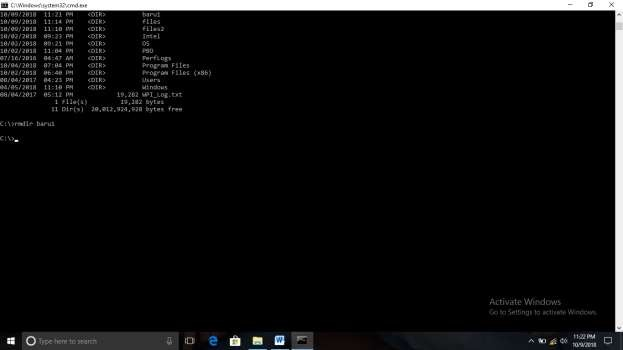 C:\Windows\system32\cmd.exe
10/09/2018 11:21 PM <DIR> baru1
10/09/2018 11:14 PM <DIR> files
10/09/2018 11:10 PM <DIR> files2
10/02/2018 09:23 PM <DIR> Intel
10/02/2018 09:21 PM <DIR> OS
10/02/2018 11:04 PM <DIR> PBO
07/16/2016 04:47 AM <DIR> PerfLogs
10/04/2018 07:04 PM <DIR> Program Files
10/02/2018 06:40 PM <DIR> Program Files (x86)
08/04/2017 04:23 PM <DIR> Users
04/05/2018 11:10 PM <DIR> Windows
08/04/2017 05:12 PM 19,282 WPI_Log.txt
1 File(s) 19,282 bytes
11 Dir(s) 20,012,924,928 bytes free
C:\>rmdir baru1
C:\>_
Activate Windows
Go to Settings to activate Windows.
Type here to search
11:22 PM
10/9/2018